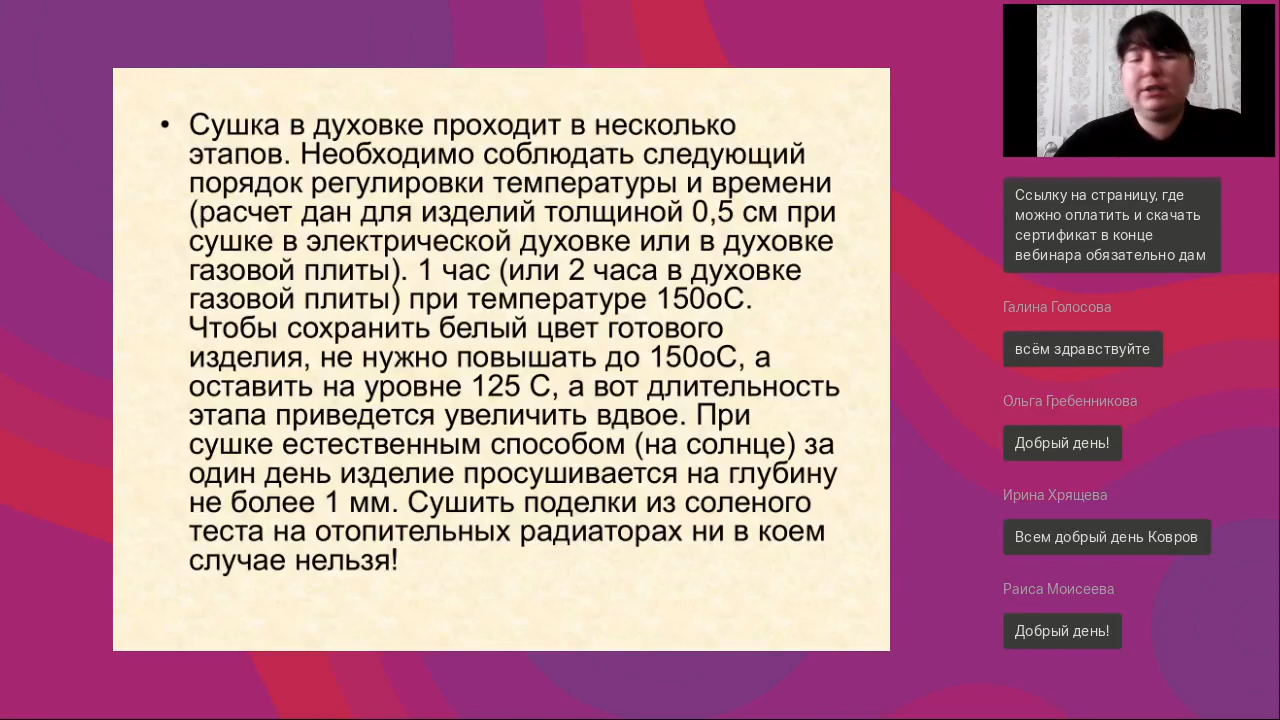 • Сушка в духовке проходит в несколько
этапов. Необходимо соблюдать следующий
порядок регулировки температуры и времени
(расчет дан для изделий толщиной 0,5 см при
сушке в электрической духовке или в духовке
газовой плиты). 1 час (или 2 часа в духовке
газовой плиты) при температуре 150оС.
Чтобы сохранить белый цвет готового
изделия, не нужно повышать до 150оС, а
оставить на уровне 125 С, а вот длительность
этапа приведется увеличить вдвое. При
сушке естественным способом (на солнце) за
один день изделие просушивается на глубину
не более 1 мм. Сушить поделки из соленого
теста на отопительных радиаторах ни в коем
случае нельзя!
Ссылку на страницу, где
можно оплатить и скачать
сертификат в конце
вебинара обязательно дам
Галина Голосова
всём здравствуйте
Ольга Гребенникова
Добрый день!
Ирина Хрящева
Всем добрый день Ковров
Раиса Моисеева
Добрый день!